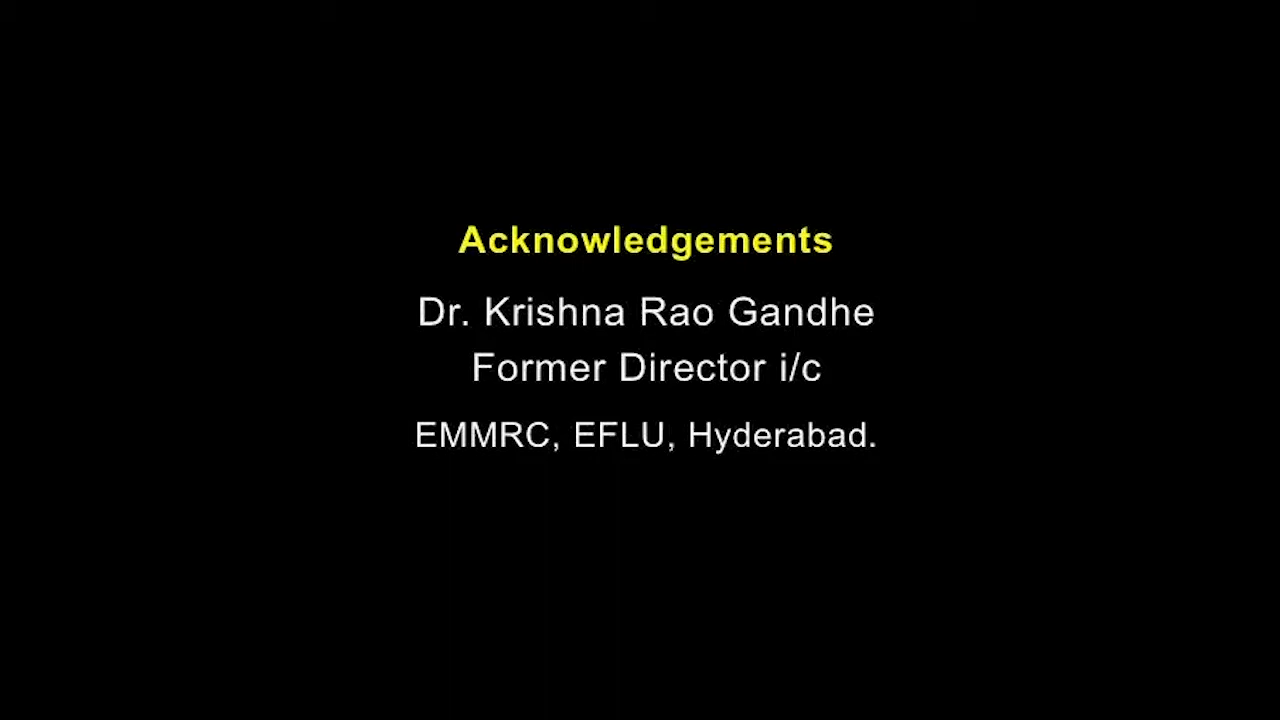 Acknowledgements
Dr. Krishna Rao Gandhe
Former Director i/c
EMMRC, EFLU, Hyderabad.